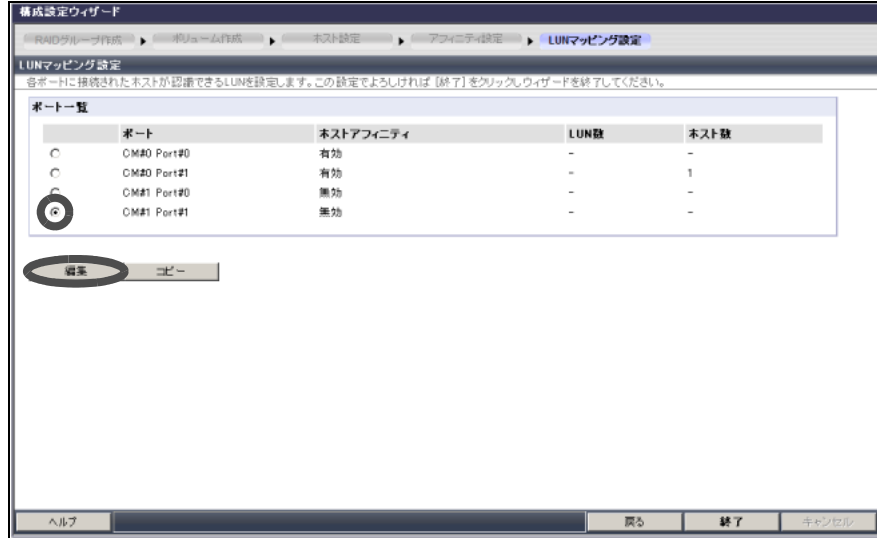 構成設定ウィザード
RAIDグループ作成 ボリューム作成 ホスト設定 アフィニティ設定 LUNマッピング設定
LUNマッピング設定
各ポートに接続されたホストが認識できるLUNを設定します。この設定でよろしければ [終了] をクリックしウィザードを終了してください。
ポート一覧
ポート ホストアフィニティ LUN数 ホスト数
CM#0 Port#0 有効 - -
CM#0 Port#1 有効 - 1
CM#1 Port#0 無効 - -
CM#1 Port#1 無効 - -
編集 コピー
ヘルプ 戻る 終了 キャンセル